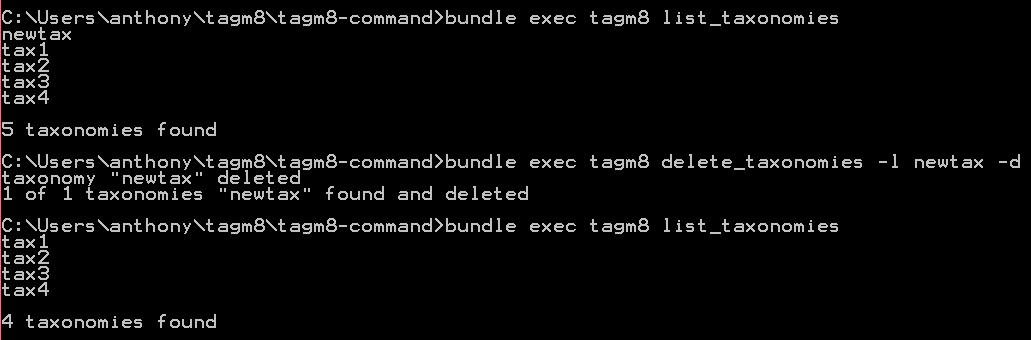 C:\Users\anthony\tagm8\tagm8-command>bundle exec tagm8 list_taxonomies
newtax
tax1
tax2
tax3
tax4
5 taxonomies found
C:\Users\anthony\tagm8\tagm8-command>bundle exec tagm8 delete_taxonomies -l newtax -d
taxonomy "newtax" deleted
1 of 1 taxonomies "newtax" found and deleted
C:\Users\anthony\tagm8\tagm8-command>bundle exec tagm8 list_taxonomies
tax1
tax2
tax3
tax4
4 taxonomies found